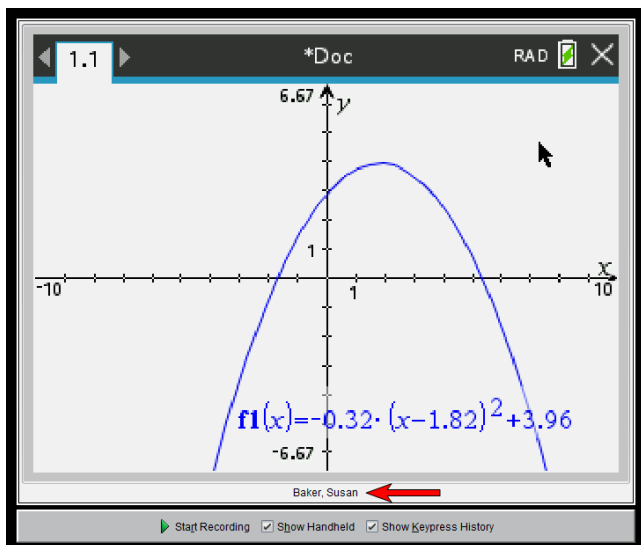 1.1 *Doc RAD
6.67 y
1
x
-10 1 10
f1(x)=-0.32·(x-1.82)²+3.96
-6.67
Baker, Susan
Start Recording Show Handheld Show Keypress History